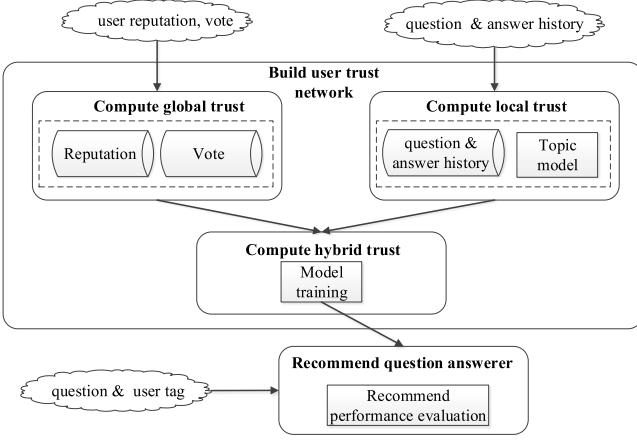 user reputation, vote
question & answer history
Build user trust
network
Compute global trust
Compute local trust
Reputation
Vote
question &
answer history
Topic
model
Compute hybrid trust
Model
training
Recommend question answerer
question & user tag
Recommend
performance evaluation